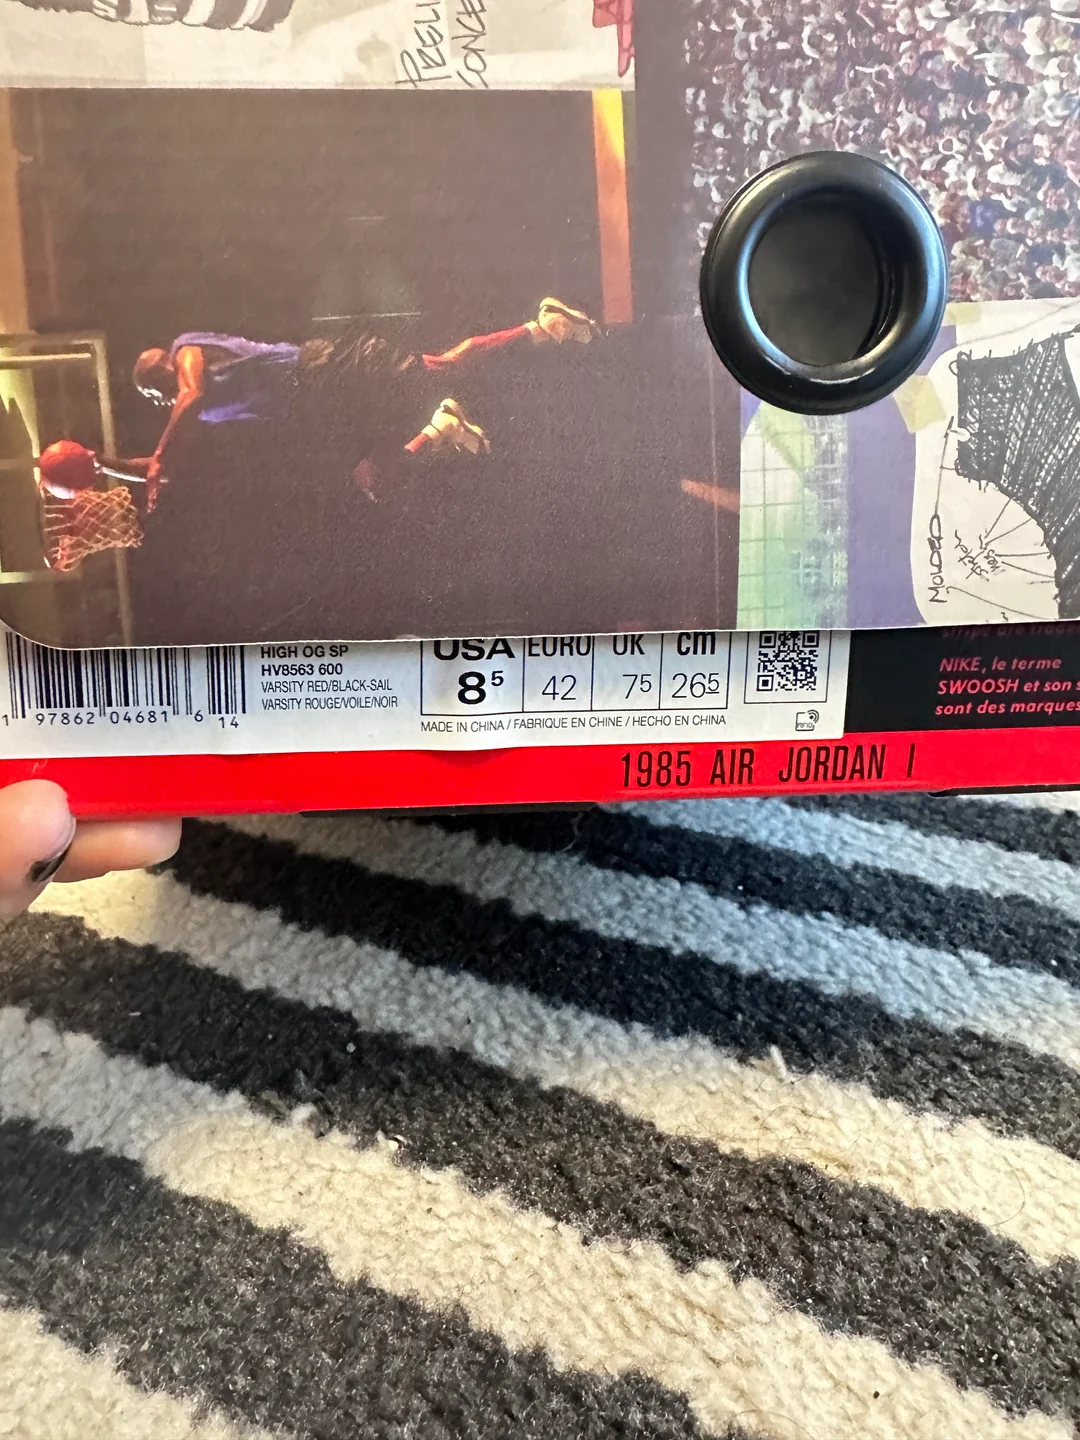 MOLDED
HIGH OG SP
HV8563 600
VARSITY RED/BLACK-SAIL
VARSITY ROUGE/VOILE/NOIR
1 97862 04681 6 14
USA EURO UK cm
8⁵ 42 7⁵ 26⁵
MADE IN CHINA / FABRIQUE EN CHINE / HECHO EN CHINA
NIKE, le terme
SWOOSH et son
sont des marques
1985 AIR JORDAN I